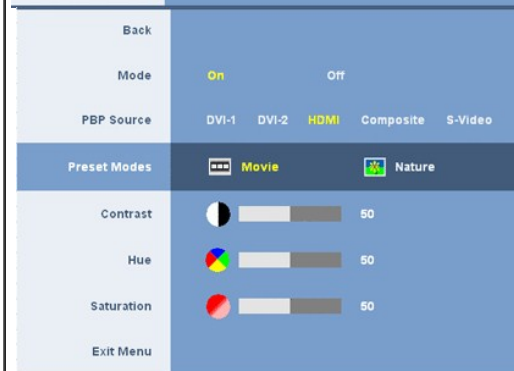 Back
Mode On Off
PBP Source DVI-1 DVI-2 HDMI Composite S-Video
Preset Modes Movie Nature
Contrast 50
Hue 50
Saturation 50
Exit Menu